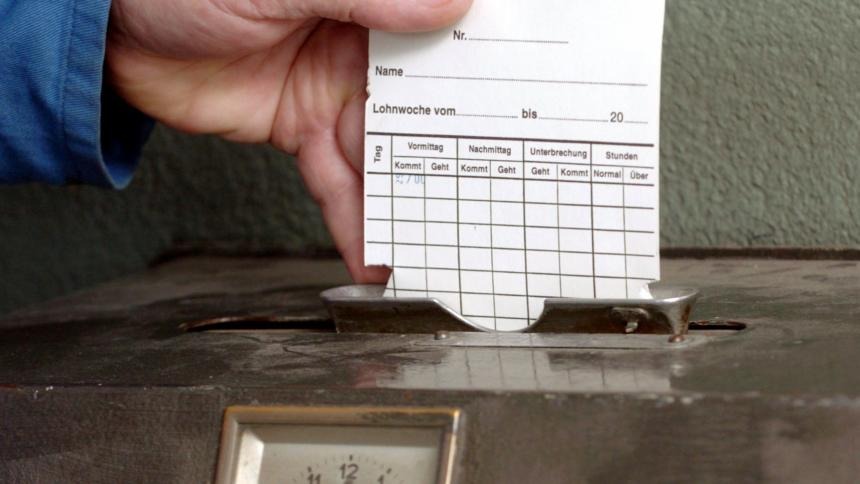 Nr.
Name
Lohnwoche vom bis 20
Tag Vormittag Nachmittag Unterbrechung Stunden
Kommt Geht Kommt Geht Geht Kommt Normal Über
11 12 1